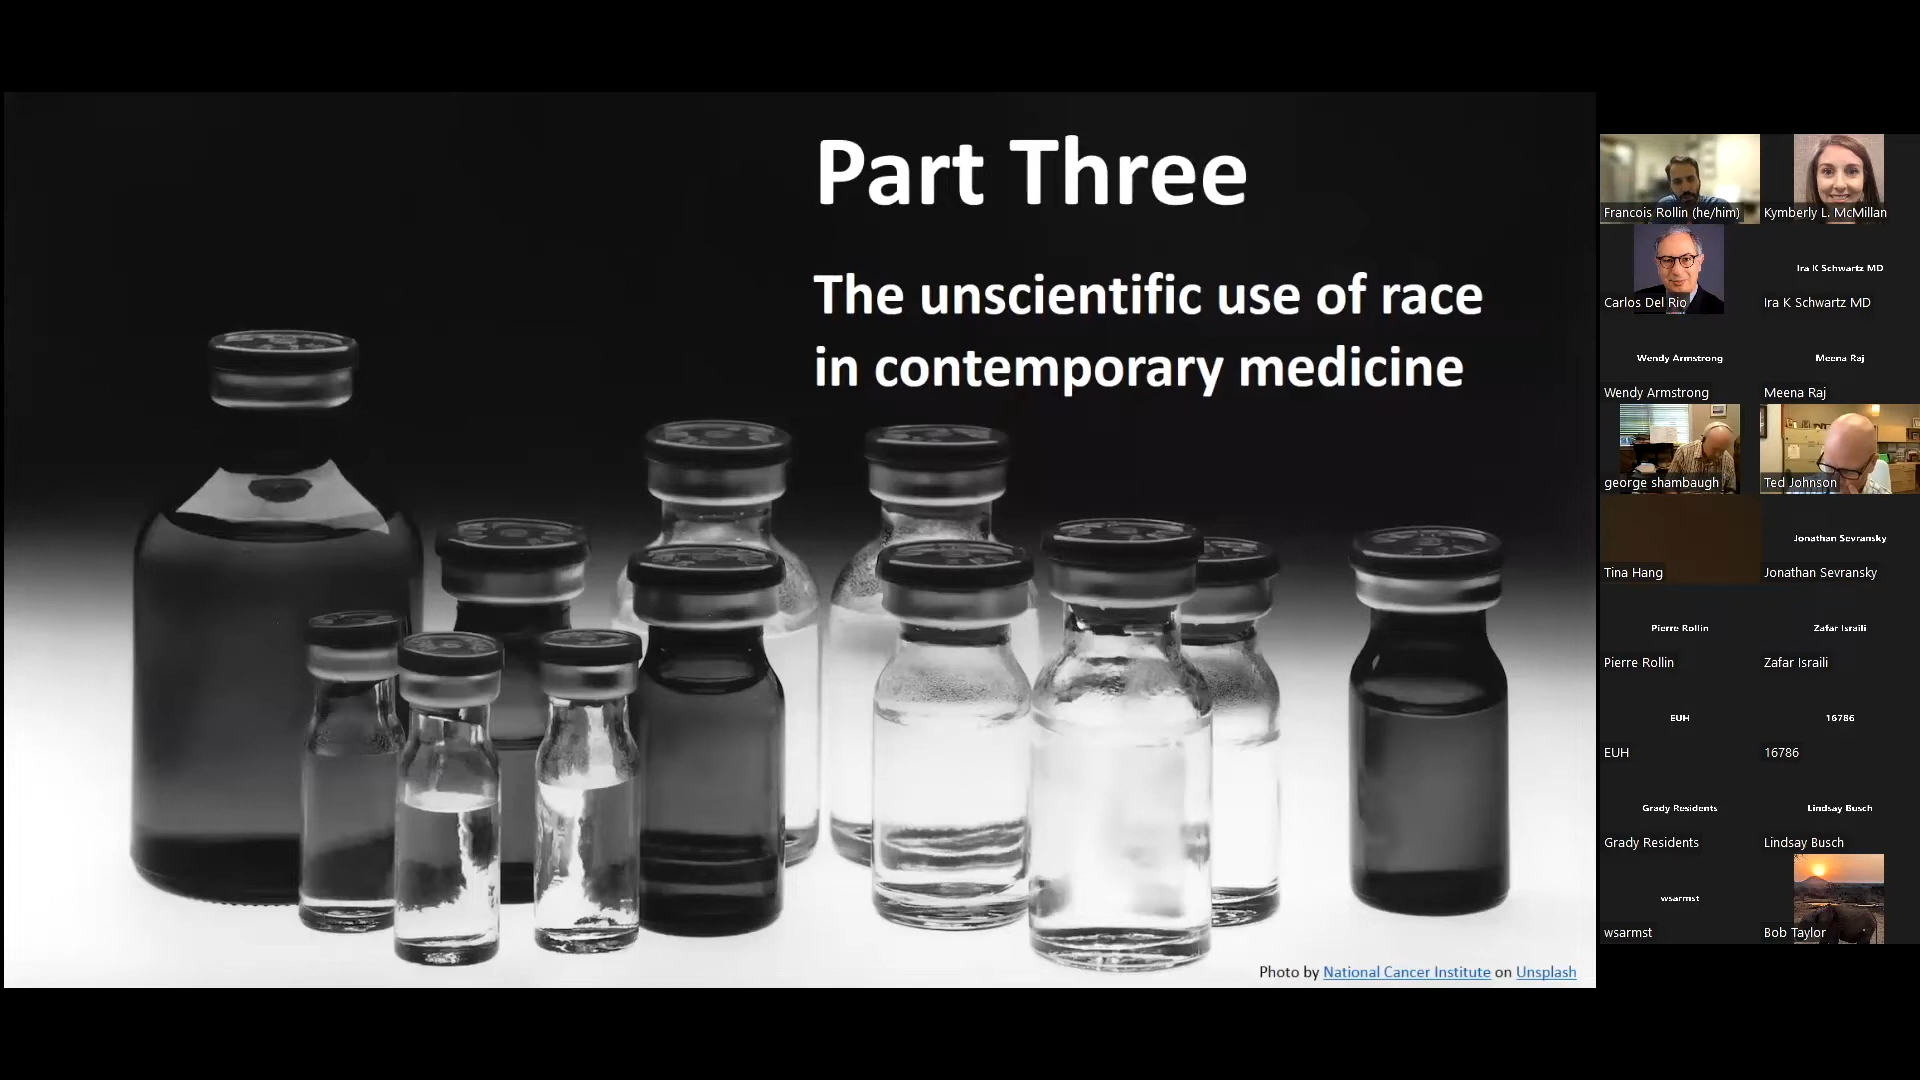 Part Three
The unscientific use of race
in contemporary medicine
Photo by National Cancer Institute on Unsplash
Francois Rollin (he/him)
Kymberly L. McMillan
Carlos Del Rio
Ira K Schwartz MD
Ira K Schwartz MD
Wendy Armstrong
Wendy Armstrong
Meena Raj
Meena Raj
george shambaugh
Ted Johnson
Tina Hang
Jonathan Sevransky
Jonathan Sevransky
Pierre Rollin
Pierre Rollin
Zafar Israili
Zafar Israili
EUH
EUH
16786
16786
Grady Residents
Grady Residents
Lindsay Busch
Lindsay Busch
wsarmst
wsarmst
Bob Taylor